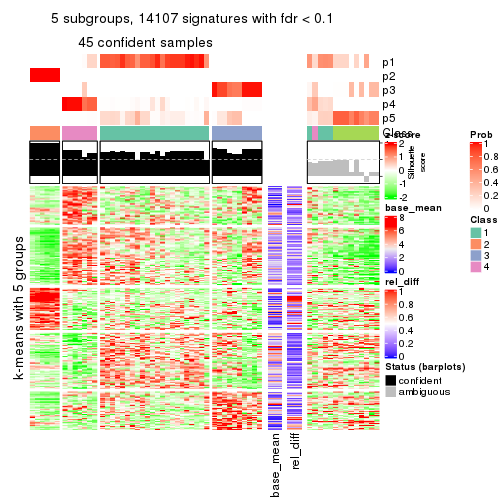 5 subgroups, 14107 signatures with fdr < 0.1
45 confident samples
p1
p2
p3
p4
p5
Class
z-score
2
1
0
-1
-2
Silhouette
score
base_mean
8
6
4
2
0
rel_diff
1
0.8
0.6
0.4
0.2
0
Status (barplots)
confident
ambiguous
Prob
1
0.8
0.6
0.4
0.2
0
Class
1
2
3
4
k-means with 5 groups
base_mean
rel_diff